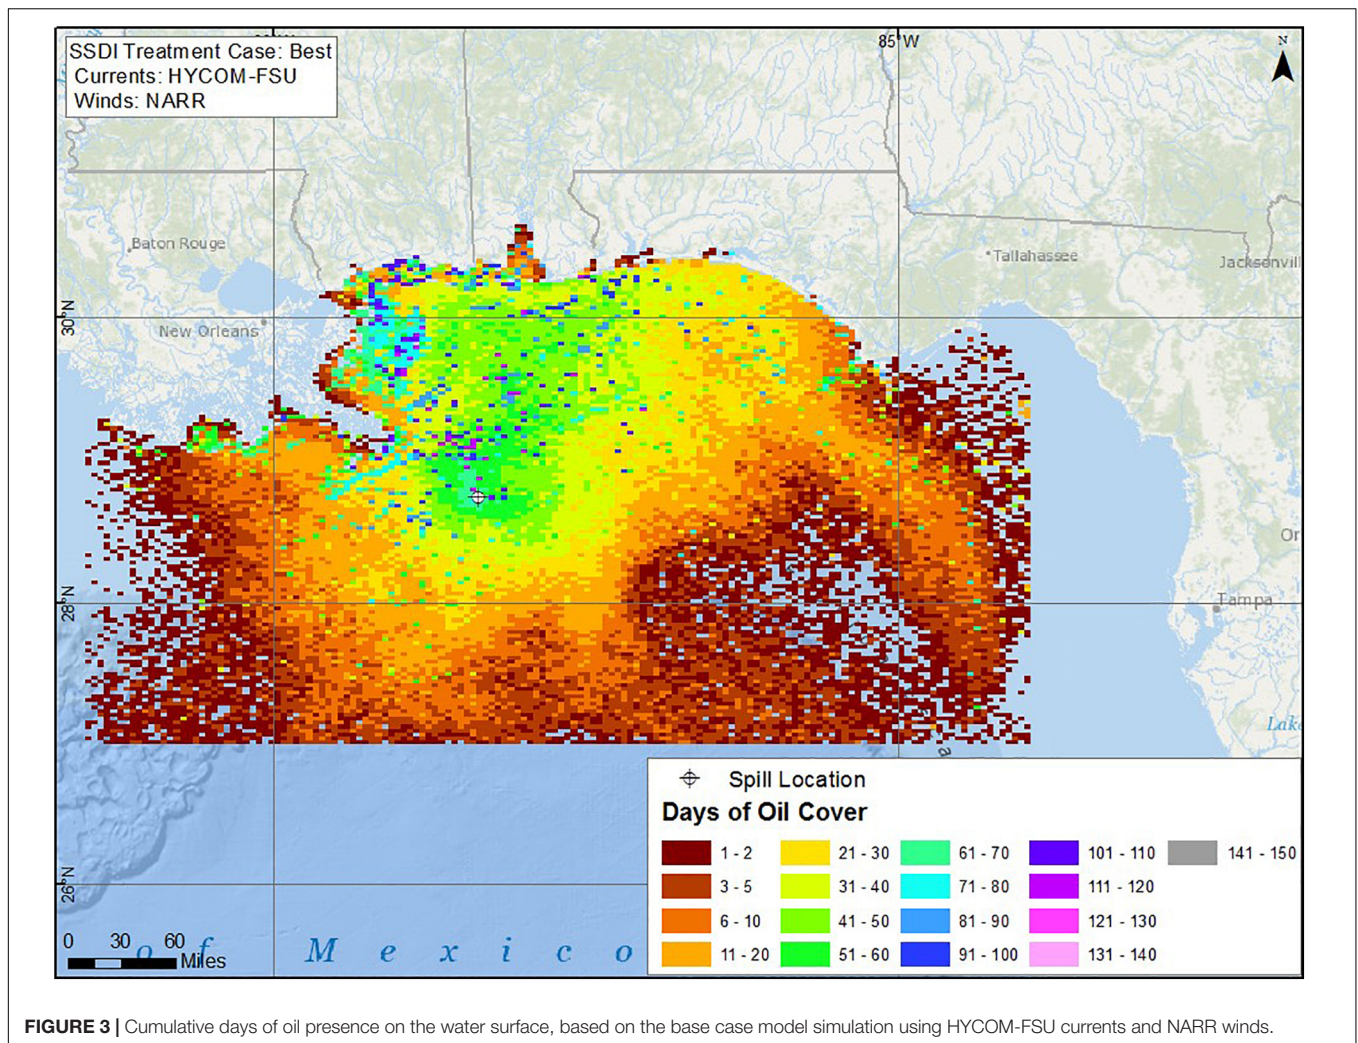 SSDI Treatment Case: Best
Currents: HYCOM-FSU
Winds: NARR
85°W
N
Baton Rouge
Tallahassee
Jacksonvill
30°N
New Orleans
28°N
Tampa
Or
Lake
a
26°N
o f M e x i c o
0 30 60
Miles
Spill Location
Days of Oil Cover
1 - 2 21 - 30 61 - 70 101 - 110 141 - 150
3 - 5 31 - 40 71 - 80 111 - 120
6 - 10 41 - 50 81 - 90 121 - 130
11 - 20 51 - 60 91 - 100 131 - 140
FIGURE 3 | Cumulative days of oil presence on the water surface, based on the base case model simulation using HYCOM-FSU currents and NARR winds.